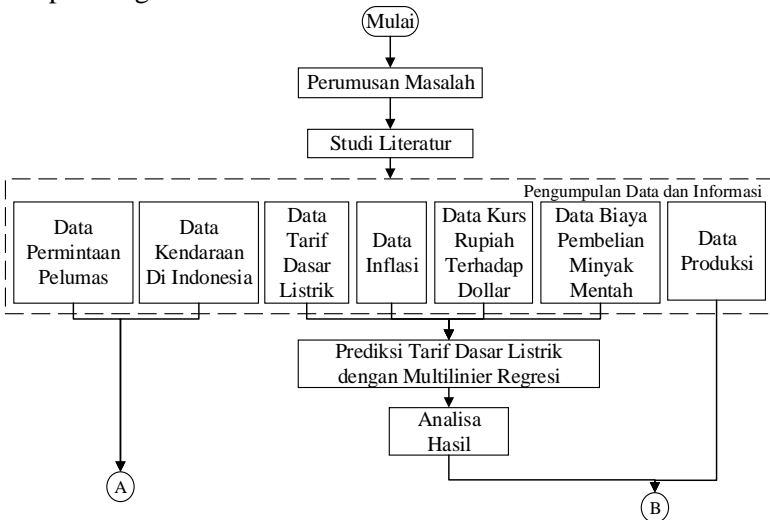 Mulai
Perumusan Masalah
Studi Literatur
Pengumpulan Data dan Informasi
Data
Permintaan
Pelumas
Data
Kendaraan
Di Indonesia
Data
Tarif
Dasar
Listrik
Data
Inflasi
Data Kurs
Rupiah
Terhadap
Dollar
Data Biaya
Pembelian
Minyak
Mentah
Data
Produksi
Prediksi Tarif Dasar Listrik
dengan Multilinier Regresi
Analisa
Hasil
A
B